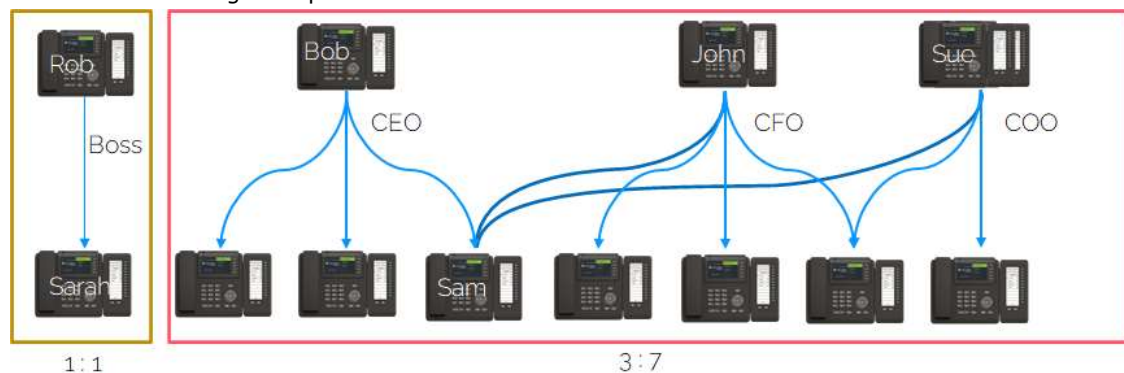 Rob
Bob
John
Sue
Boss
CEO
CFO
COO
Sarah
Sam
1 : 1
3 : 7